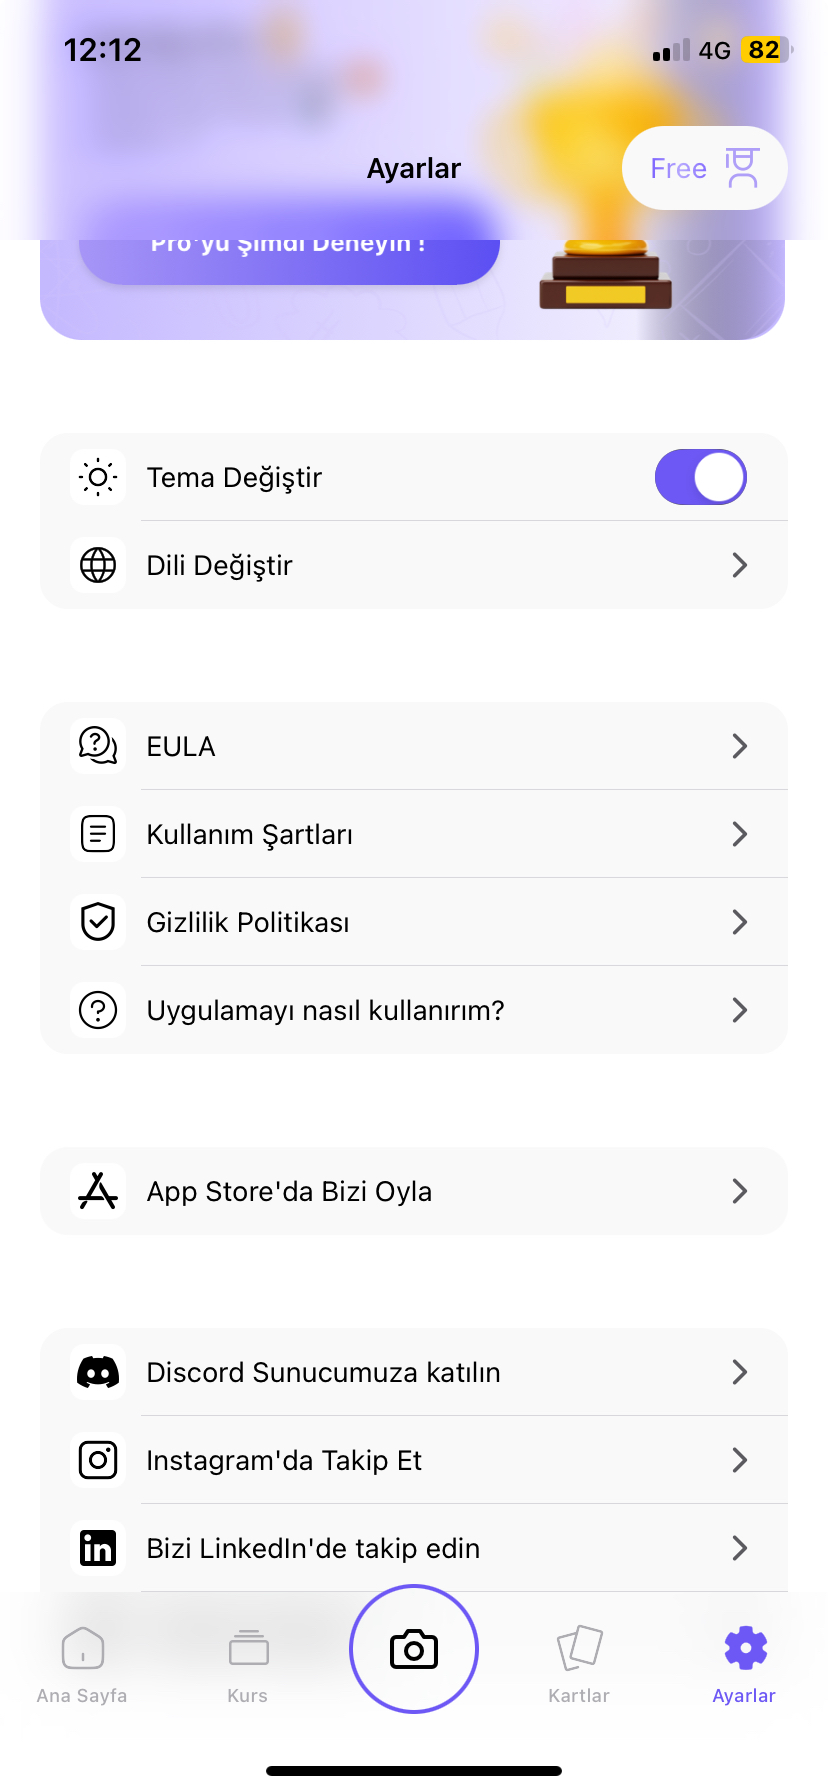 12:12
4G 82
Ayarlar
Free
Pro'yu Şimdi Deneyin !
Tema Değiştir
Dili Değiştir
EULA
Kullanım Şartları
Gizlilik Politikası
Uygulamayı nasıl kullanırım?
App Store'da Bizi Oyla
Discord Sunucumuza katılın
Instagram'da Takip Et
Bizi LinkedIn'de takip edin
Ana Sayfa
Kurs
Kartlar
Ayarlar